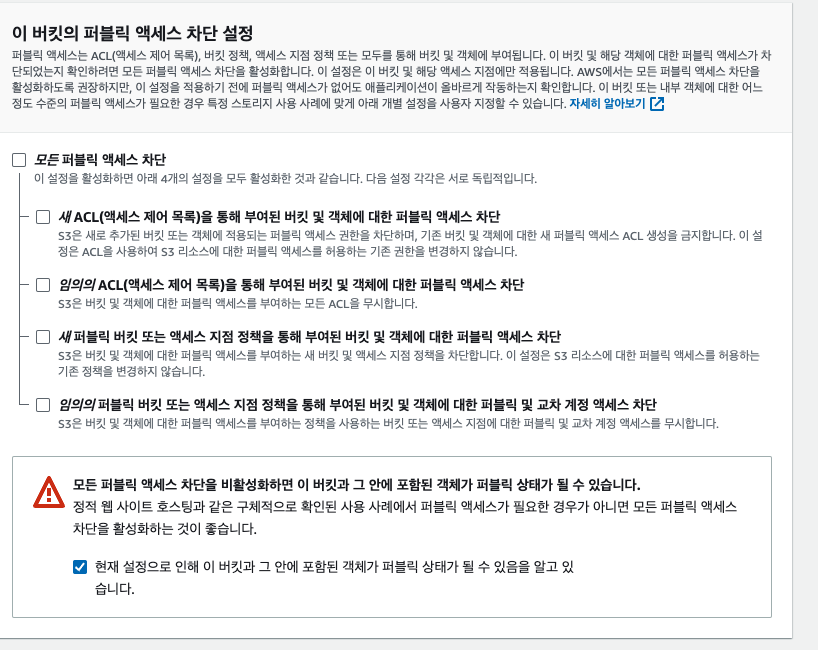 이 버킷의 퍼블릭 액세스 차단 설정
퍼블릭 액세스는 ACL(액세스 제어 목록), 버킷 정책, 액세스 지점 정책 또는 모두를 통해 버킷 및 객체에 부여됩니다. 이 버킷 및 해당 객체에 대한 퍼블릭 액세스가 차
단되었는지 확인하려면 모든 퍼블릭 액세스 차단을 활성화합니다. 이 설정은 이 버킷 및 해당 액세스 지점에만 적용됩니다. AWS에서는 모든 퍼블릭 액세스 차단을
활성화하도록 권장하지만, 이 설정을 적용하기 전에 퍼블릭 액세스가 없어도 애플리케이션이 올바르게 작동하는지 확인합니다. 이 버킷 또는 내부 객체에 대한 어느
정도 수준의 퍼블릭 액세스가 필요한 경우 특정 스토리지 사용 사례에 맞게 아래 개별 설정을 사용자 지정할 수 있습니다. 자세히 알아보기
모든 퍼블릭 액세스 차단
이 설정을 활성화하면 아래 4개의 설정을 모두 활성화한 것과 같습니다. 다음 설정 각각은 서로 독립적입니다.
새 ACL(액세스 제어 목록)을 통해 부여된 버킷 및 객체에 대한 퍼블릭 액세스 차단
S3은 새로 추가된 버킷 또는 객체에 적용되는 퍼블릭 액세스 권한을 차단하며, 기존 버킷 및 객체에 대한 새 퍼블릭 액세스 ACL 생성을 금지합니다. 이 설
정은 ACL을 사용하여 S3 리소스에 대한 퍼블릭 액세스를 허용하는 기존 권한을 변경하지 않습니다.
임의의 ACL(액세스 제어 목록)을 통해 부여된 버킷 및 객체에 대한 퍼블릭 액세스 차단
S3은 버킷 및 객체에 대한 퍼블릭 액세스를 부여하는 모든 ACL을 무시합니다.
새 퍼블릭 버킷 또는 액세스 지점 정책을 통해 부여된 버킷 및 객체에 대한 퍼블릭 액세스 차단
S3은 버킷 및 객체에 대한 퍼블릭 액세스를 부여하는 새 버킷 및 액세스 지점 정책을 차단합니다. 이 설정은 S3 리소스에 대한 퍼블릭 액세스를 허용하는
기존 정책을 변경하지 않습니다.
임의의 퍼블릭 버킷 또는 액세스 지점 정책을 통해 부여된 버킷 및 객체에 대한 퍼블릭 및 교차 계정 액세스 차단
S3은 버킷 및 객체에 대한 퍼블릭 액세스를 부여하는 정책을 사용하는 버킷 또는 액세스 지점에 대한 퍼블릭 및 교차 계정 액세스를 무시합니다.
모든 퍼블릭 액세스 차단을 비활성화하면 이 버킷과 그 안에 포함된 객체가 퍼블릭 상태가 될 수 있습니다.
정적 웹 사이트 호스팅과 같은 구체적으로 확인된 사용 사례에서 퍼블릭 액세스가 필요한 경우가 아니면 모든 퍼블릭 액세스
차단을 활성화하는 것이 좋습니다.
현재 설정으로 인해 이 버킷과 그 안에 포함된 객체가 퍼블릭 상태가 될 수 있음을 알고 있
습니다.